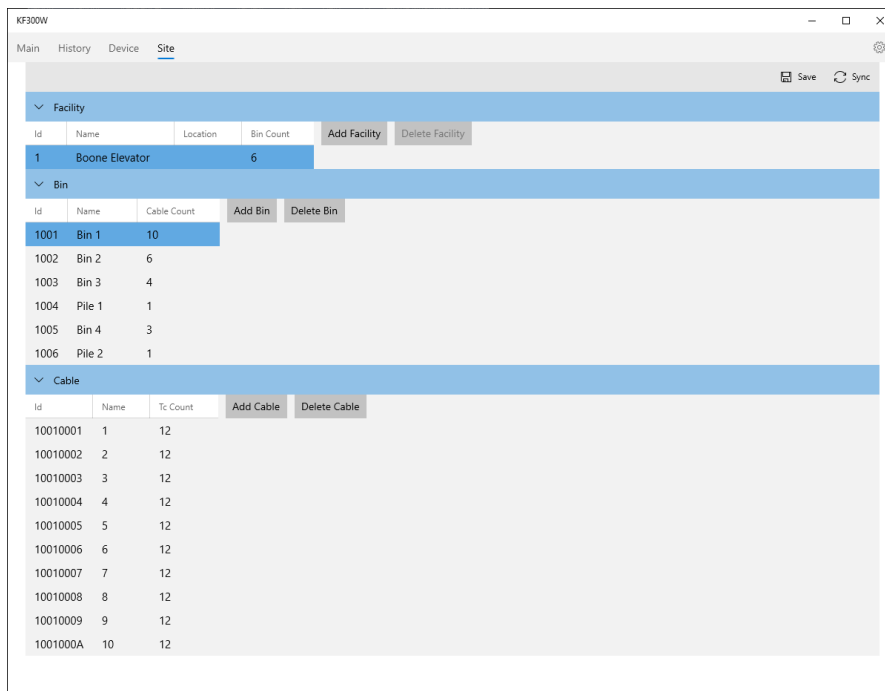 KF300W
Main History Device Site
Save Sync
Facility
Id Name Location Bin Count Add Facility Delete Facility
1 Boone Elevator 6
Bin
Id Name Cable Count Add Bin Delete Bin
1001 Bin 1 10
1002 Bin 2 6
1003 Bin 3 4
1004 Pile 1 1
1005 Bin 4 3
1006 Pile 2 1
Cable
Id Name Tc Count Add Cable Delete Cable
10010001 1 12
10010002 2 12
10010003 3 12
10010004 4 12
10010005 5 12
10010006 6 12
10010007 7 12
10010008 8 12
10010009 9 12
1001000A 10 12